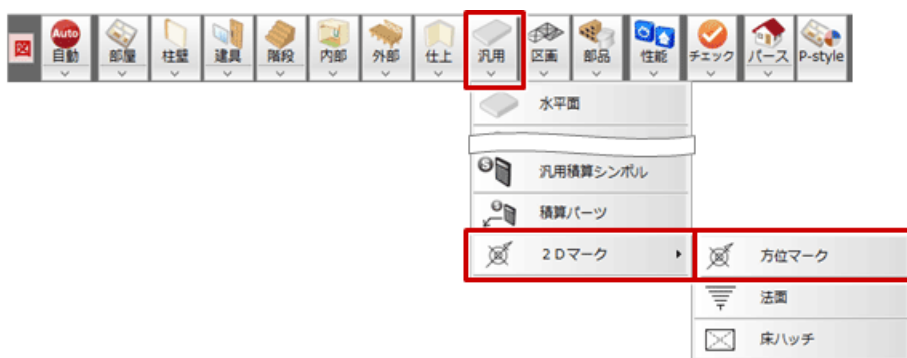 図
Auto
自動 部屋 柱壁 建具 階段 内部 外部 仕上 汎用 区画 部品 性能 チェック パース P-style
水平面
S 汎用積算シンボル
S 積算パーツ
2Dマーク 方位マーク
法面
床ハッチ